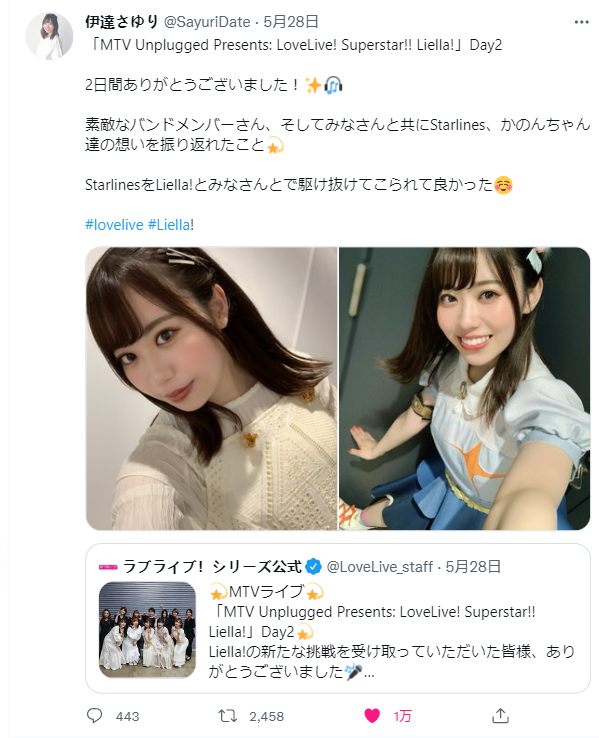 伊達さゆり @SayuriDate · 5月28日
「MTV Unplugged Presents: LoveLive! Superstar!! Liella!」Day2
2日間ありがとうございました！✨🎧
素敵なバンドメンバーさん、そして みなさんと共にStarlines、かのんちゃん
達の想いを振り返れたこと💫
StarlinesをLiella!とみなさんとで駆け抜けてこられて良かった☺️
#lovelive #Liella!
ラブライブ！シリーズ公式 @LoveLive_staff · 5月28日
💫MTVライブ💫
「MTV Unplugged Presents: LoveLive! Superstar!!
Liella!」Day2💫
Liella!の新たな挑戦を受け取っていただいた皆様、あり
がとうございました🎤...
443 2,458 1万